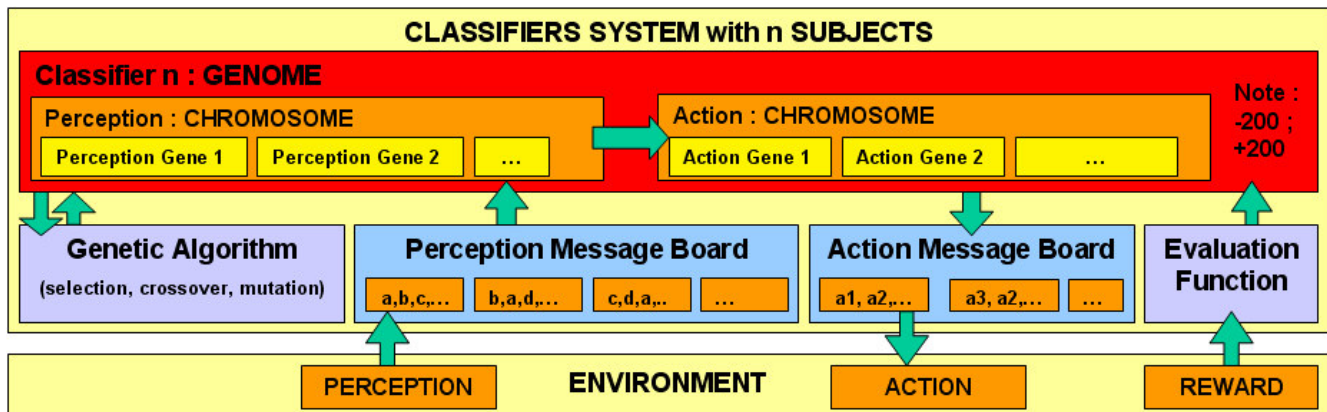 CLASSIFIERS SYSTEM with n SUBJECTS
Classifier n : GENOME
Perception : CHROMOSOME
Perception Gene 1
Perception Gene 2
...
Action : CHROMOSOME
Action Gene 1
Action Gene 2
...
Note :
-200 ;
+200
Genetic Algorithm
(selection, crossover, mutation)
Perception Message Board
a,b,c,...
b,a,d,...
c,d,a,..
...
Action Message Board
a1, a2,...
a3, a2,...
...
Evaluation
Function
PERCEPTION
ENVIRONMENT
ACTION
REWARD